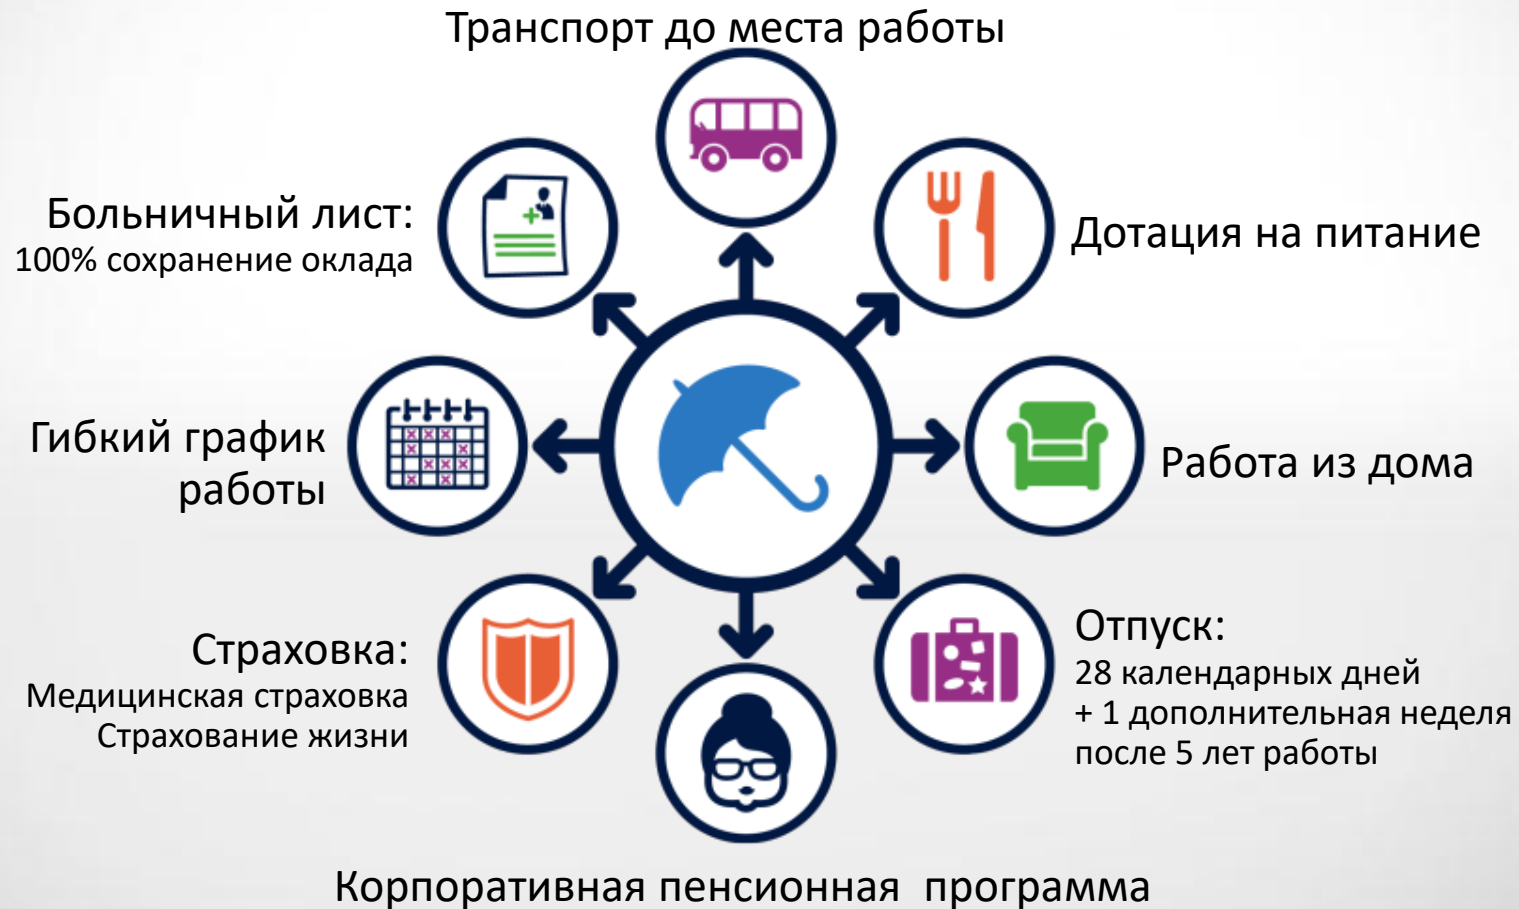 Транспорт до места работы
Больничный лист:
100% сохранение оклада
Дотация на питание
Гибкий график
работы
Работа из дома
Страховка:
Медицинская страховка
Страхование жизни
Отпуск:
28 календарных дней
+ 1 дополнительная неделя
после 5 лет работы
Корпоративная пенсионная программа